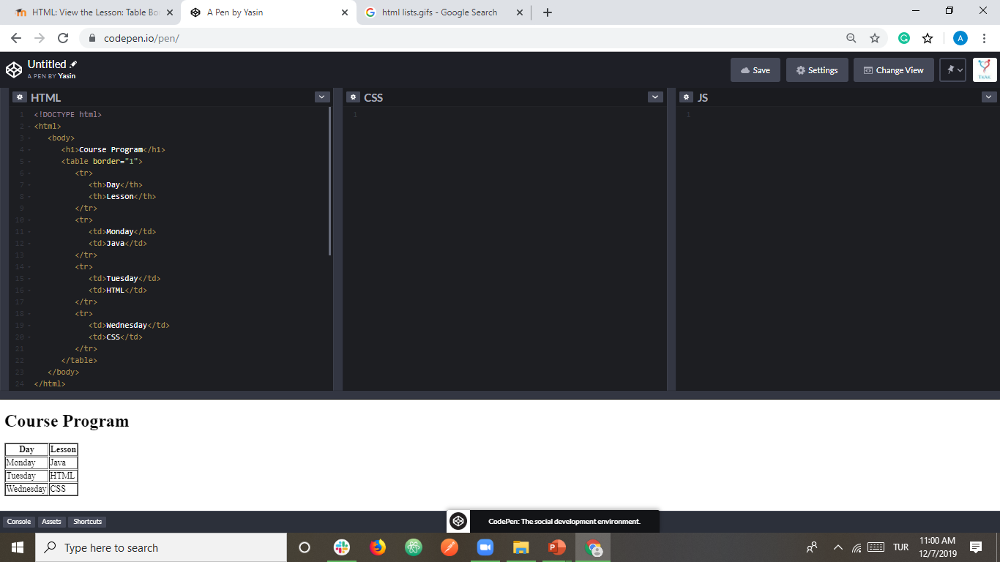 HTML: View the Lesson: Table Bo
A Pen by Yasin
html lists.gifs - Google Search
codepen.io/pen/
A
Untitled
A PEN BY Yasin
Save
Settings
Change View
HTML
CSS
JS
1 <!DOCTYPE html>
2 <html>
3 <body>
4 <h1>Course Program</h1>
5 <table border="1">
6 <tr>
7 <th>Day</th>
8 <th>Lesson</th>
9 </tr>
10 <tr>
11 <td>Monday</td>
12 <td>Java</td>
13 </tr>
14 <tr>
15 <td>Tuesday</td>
16 <td>HTML</td>
17 </tr>
18 <tr>
19 <td>Wednesday</td>
20 <td>CSS</td>
21 </tr>
22 </table>
23 </body>
24 </html>
1
1
Course Program
Day Lesson
Monday Java
Tuesday HTML
Wednesday CSS
Console Assets Shortcuts
CodePen: The social development environment.
Type here to search
TUR
11:00 AM
12/7/2019